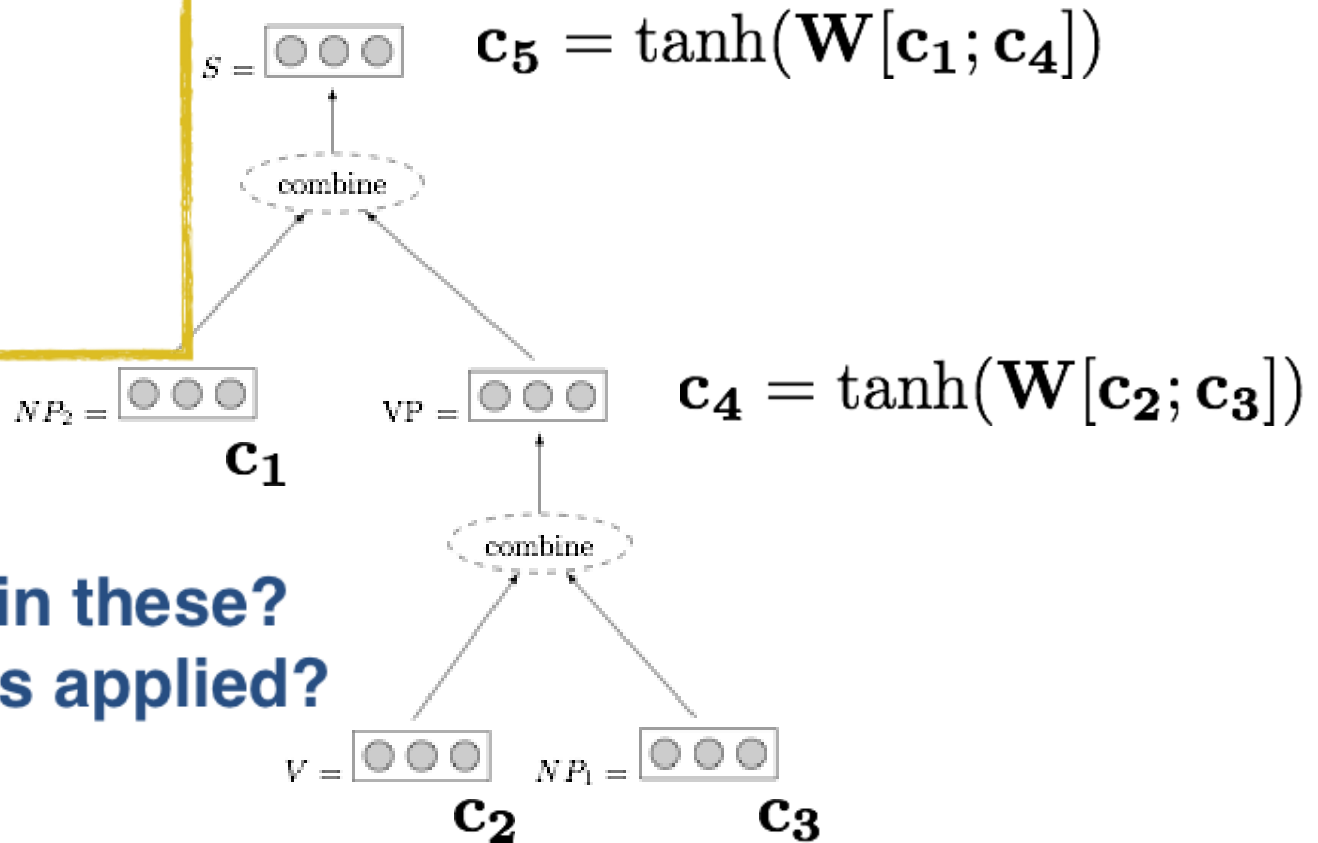 S =
c₅ = tanh(W[c₁; c₄])
combine
NP₂ =
c₁
VP =
c₄ = tanh(W[c₂; c₃])
combine
in these?
s applied?
V =
c₂
NP₁ =
c₃